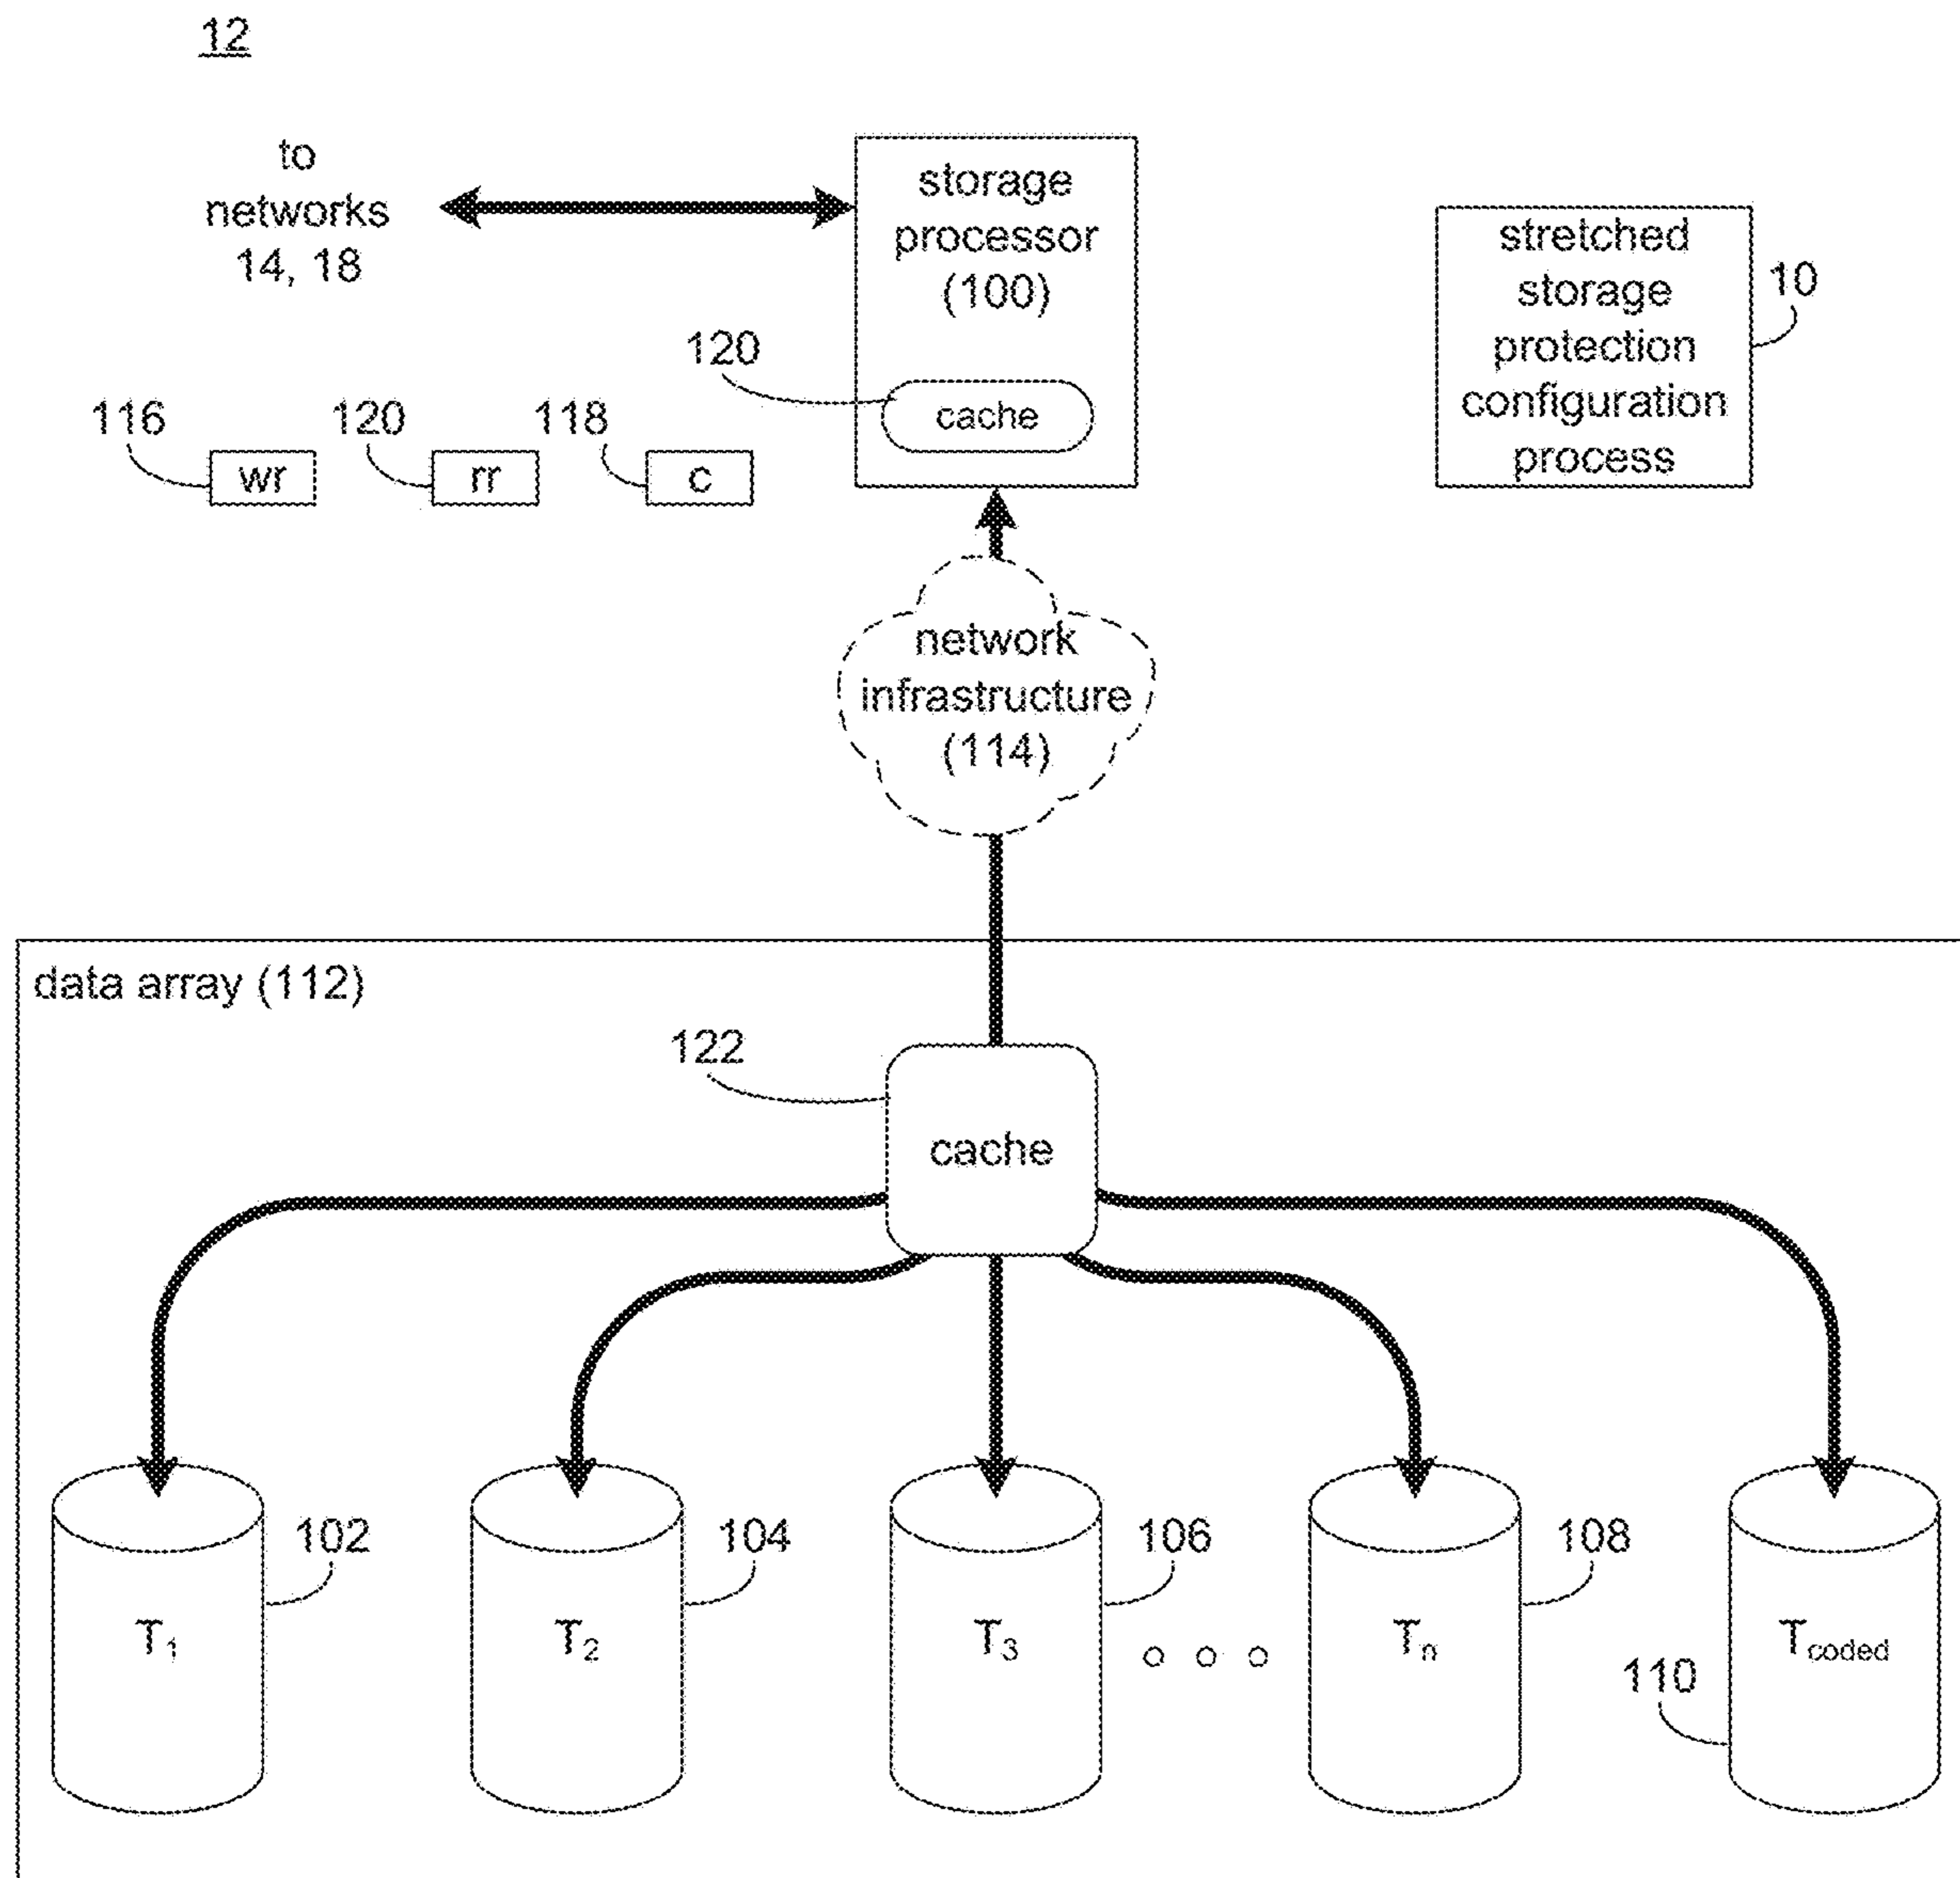 12
to
networks
14, 18
storage
processor
(100)
120
cache
stretched
storage
protection
configuration
process
10
116
wr
120
rr
118
c
network
infrastructure
(114)
data array (112)
122
cache
102
104
106
108
T1
T2
T3
Tn
Tcoded
110